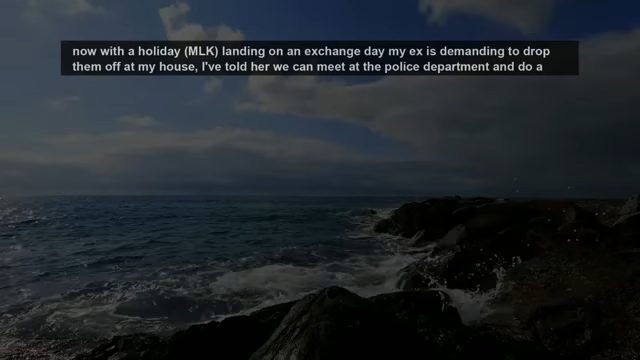 now with a holiday (MLK) landing on an exchange day my ex is demanding to drop
them off at my house, I've told her we can meet at the police department and do a